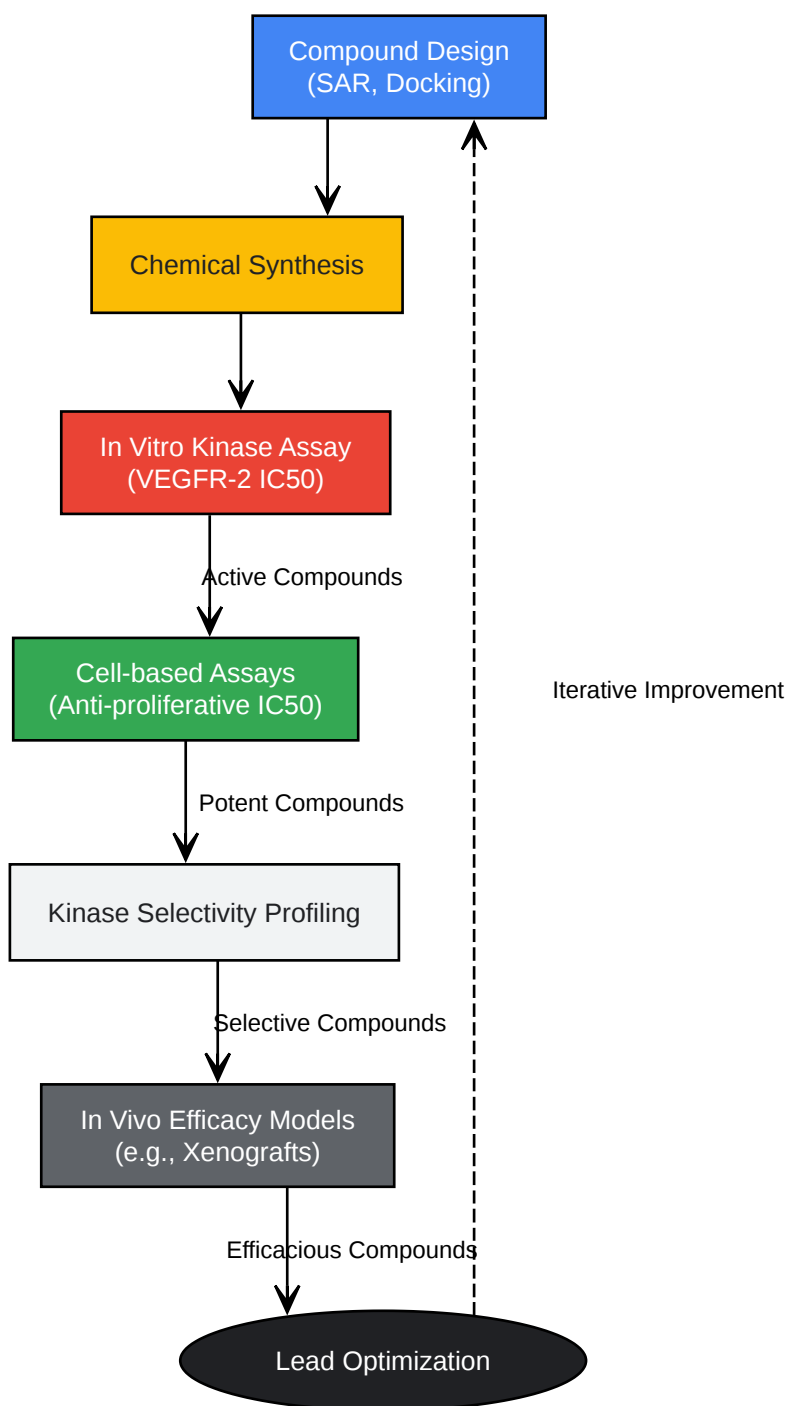 Compound Design
(SAR, Docking)
Chemical Synthesis
In Vitro Kinase Assay
(VEGFR-2 IC50)
Active Compounds
Cell-based Assays
(Anti-proliferative IC50)
Iterative Improvement
Potent Compounds
Kinase Selectivity Profiling
Selective Compounds
In Vivo Efficacy Models
(e.g., Xenografts)
Efficacious Compounds
Lead Optimization